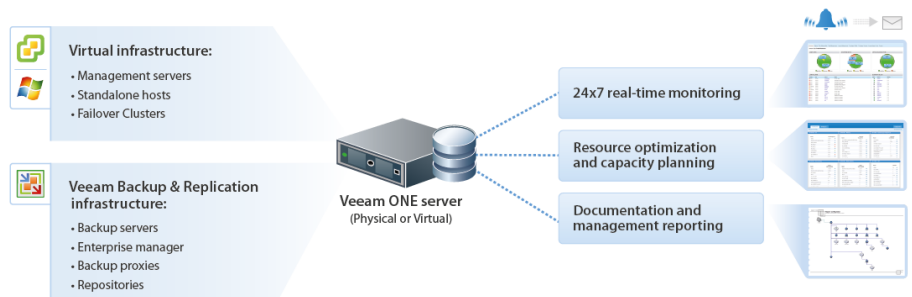 Virtual infrastructure:
• Management servers
• Standalone hosts
• Failover Clusters
Veeam Backup & Replication
infrastructure:
• Backup servers
• Enterprise manager
• Backup proxies
• Repositories
Veeam ONE server
(Physical or Virtual)
24x7 real-time monitoring
Resource optimization
and capacity planning
Documentation and
management reporting